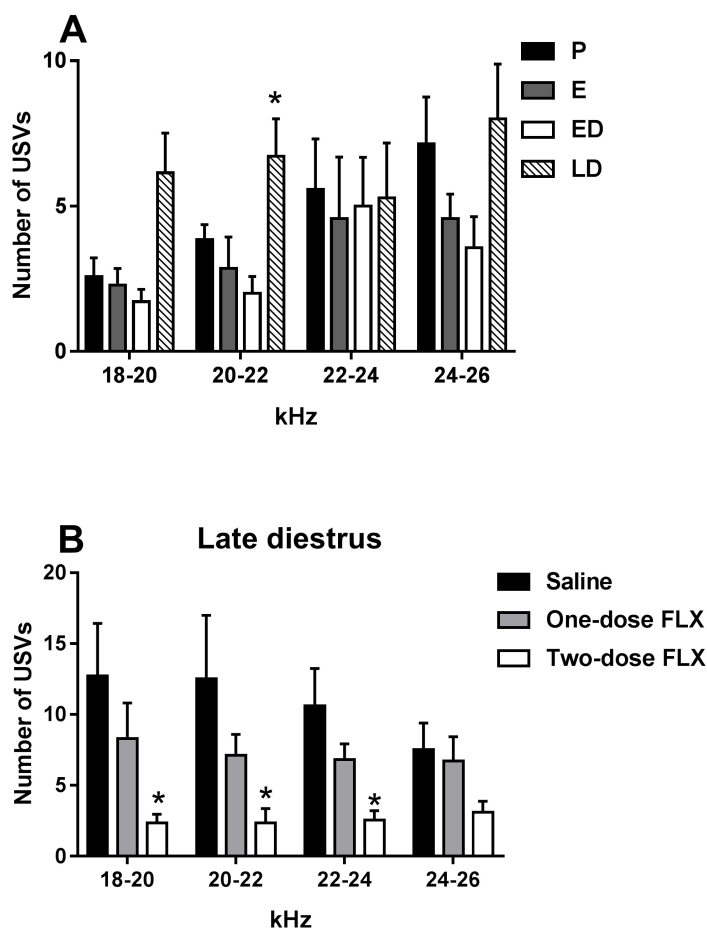 A
P
E
ED
LD
Number of USVs
10
5
0
*
18-20 20-22 22-24 24-26
kHz
B Late diestrus
Saline
One-dose FLX
Two-dose FLX
Number of USVs
20
15
10
5
0
* * *
18-20 20-22 22-24 24-26
kHz